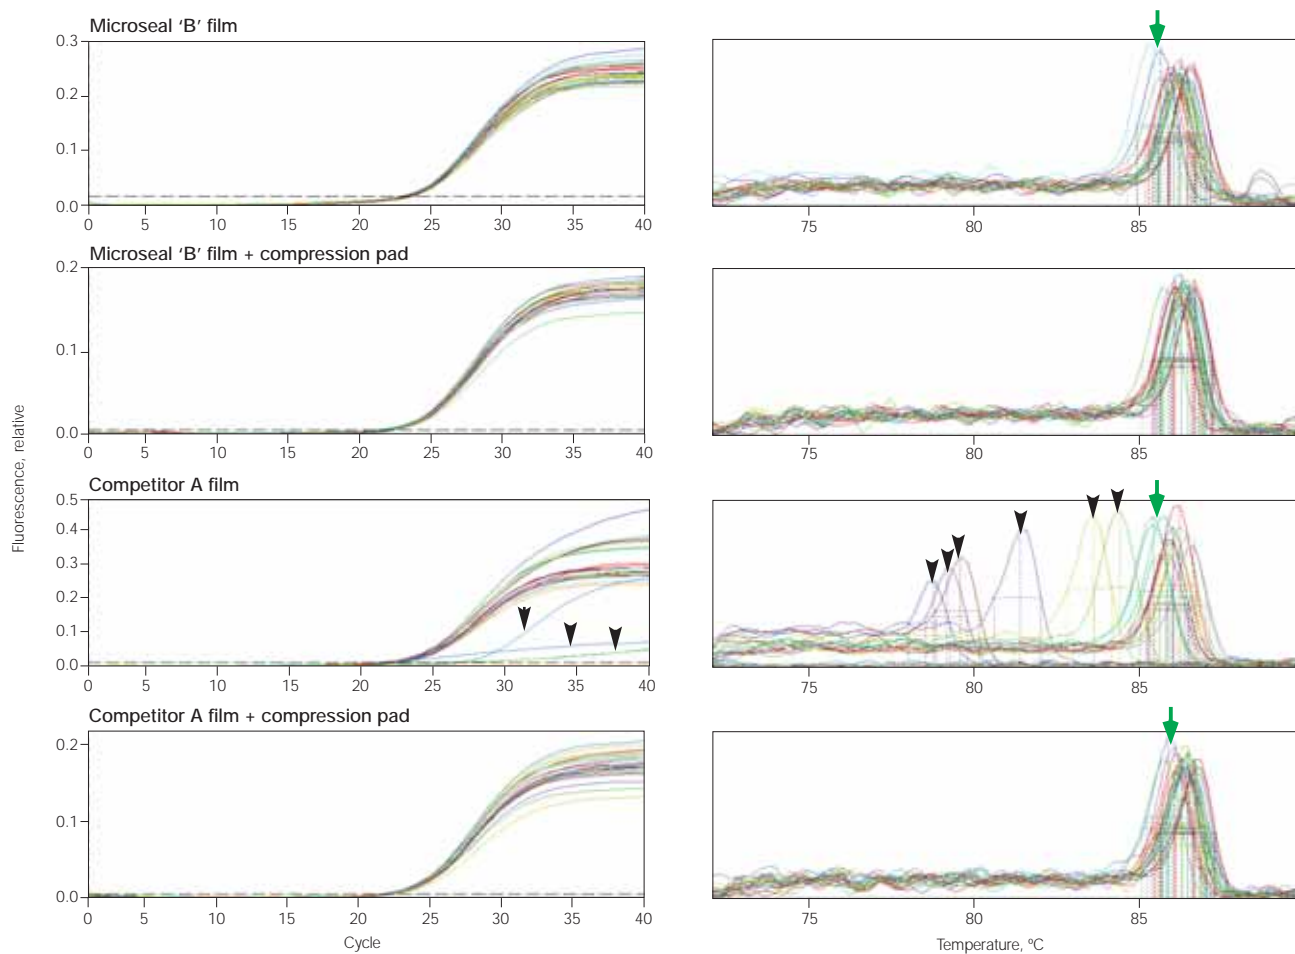 Microseal ‘B’ film
0.3
0.2
0.1
0.0
0 5 10 15 20 25 30 35 40
75 80 85
Microseal ‘B’ film + compression pad
0.2
0.1
0.0
0 5 10 15 20 25 30 35 40
75 80 85
Fluorescence, relative
Competitor A film
0.5
0.4
0.3
0.2
0.1
0.0
0 5 10 15 20 25 30 35 40
75 80 85
Competitor A film + compression pad
0.2
0.1
0.0
0 5 10 15 20 25 30 35 40
75 80 85
Cycle
Temperature, ºC